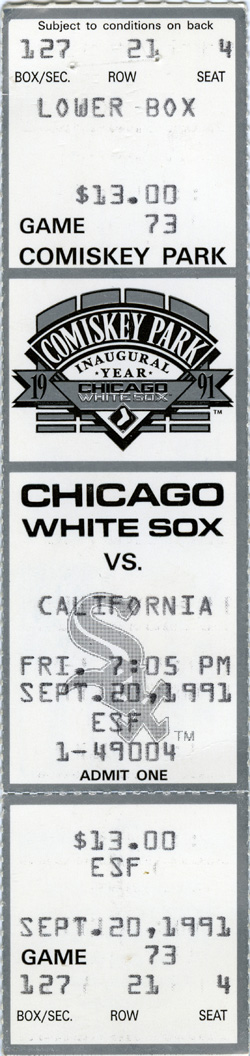 Subject to conditions on back
127 21 4
BOX/SEC. ROW SEAT
LOWER BOX
$13.00
GAME 73
COMISKEY PARK
COMISKEY PARK
INAUGURAL
• YEAR •
19 CHICAGO 91
WHITE SOX
TM
CHICAGO
WHITE SOX
VS.
CALIFORNIA
Sox
FRI. 7:05 PM
SEPT.20,1991
ESF
TM
1-49004
ADMIT ONE
$13.00
ESF
SEPT.20,1991
GAME 73
127 21 4
BOX/SEC. ROW SEAT